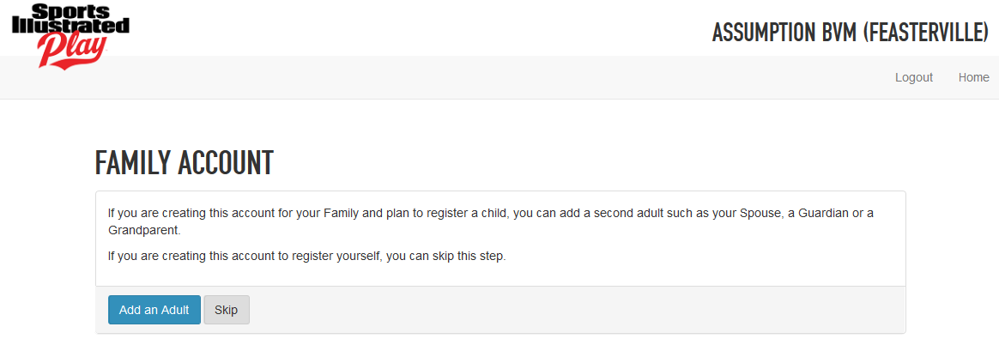 Sports
Illustrated
Play
ASSUMPTION BVM (FEASTERVILLE)
Logout Home
FAMILY ACCOUNT
If you are creating this account for your Family and plan to register a child, you can add a second adult such as your Spouse, a Guardian or a
Grandparent.
If you are creating this account to register yourself, you can skip this step.
Add an Adult Skip